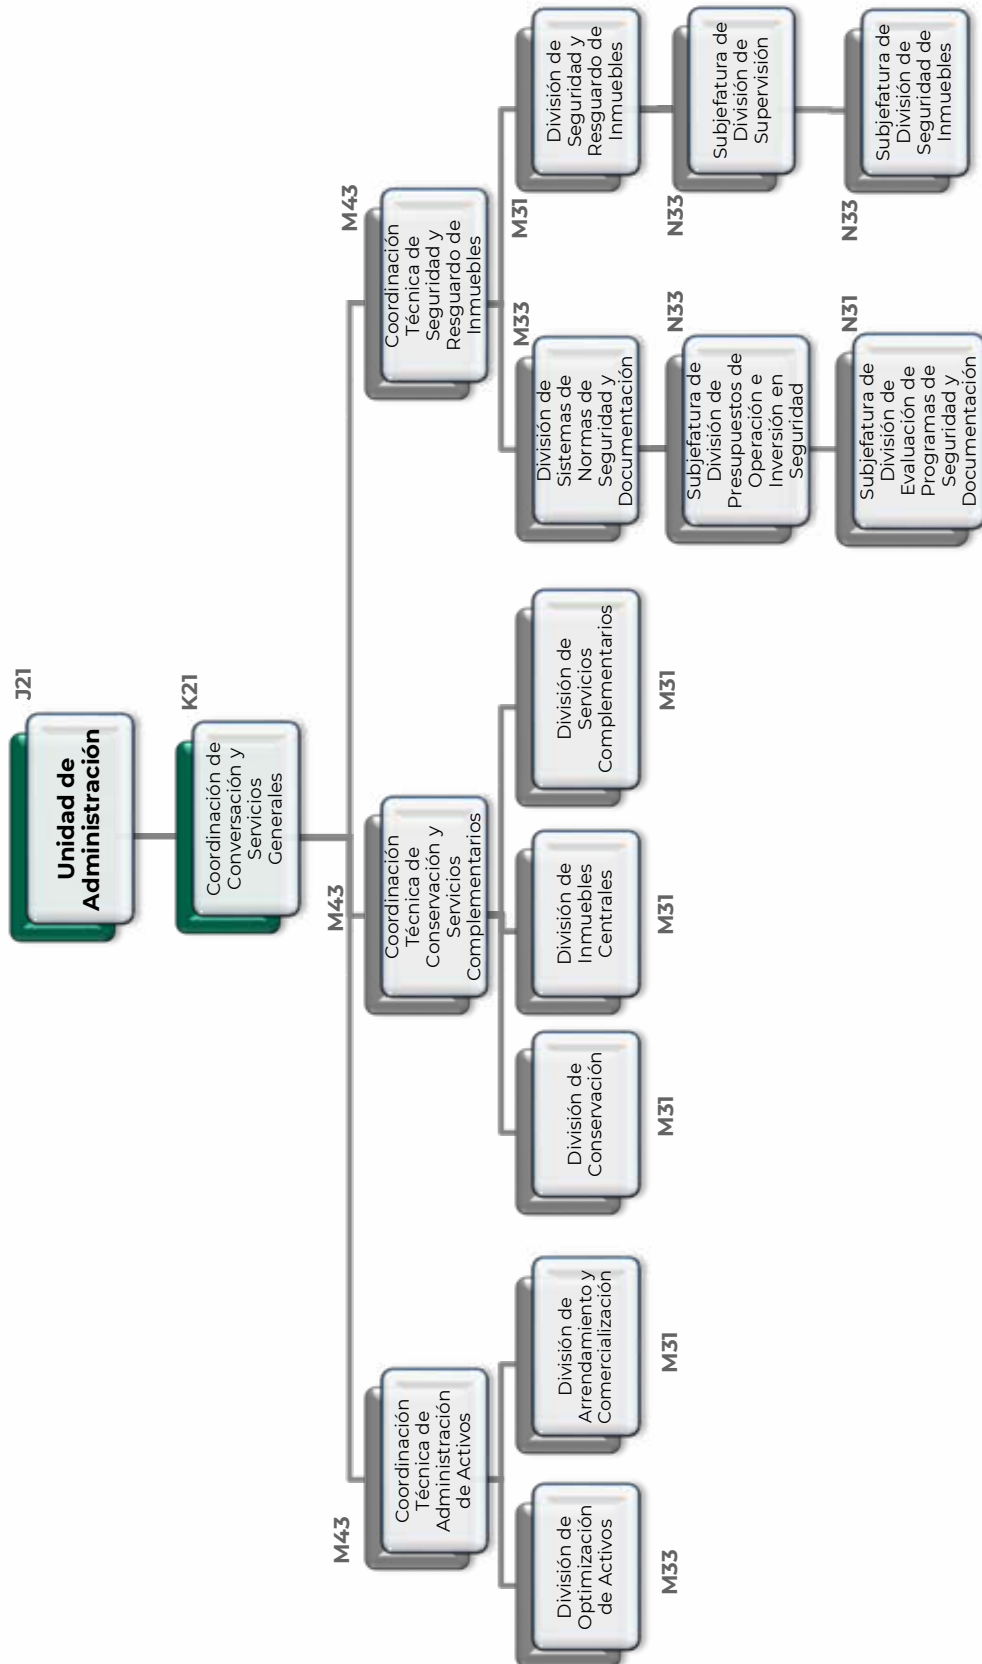 J21
Unidad de
Administración
K21
Coordinación de
Conversación y
Servicios
Generales
M43
Coordinación
Técnica de
Administración
de Activos
M43
Coordinación
Técnica de
Conservación y
Servicios
Complementarios
M43
Coordinación
Técnica de
Seguridad y
Resguardo de
Inmuebles
División de
Optimización
de Activos
M33
División de
Arrendamiento y
Comercialización
M31
División de
Conservación
M31
División de
Inmuebles
Centrales
M31
División de
Servicios
Complementarios
M31
M33
División de
Sistemas de
Normas de
Seguridad y
Documentación
M31
División de
Seguridad y
Resguardo de
Inmuebles
N33
Subjefatura de
División de
Presupuestos de
Operación e
Inversión en
Seguridad
N33
Subjefatura de
División de
Supervisión
N31
Subjefatura de
División de
Evaluación de
Programas de
Seguridad y
Documentación
N33
Subjefatura de
División de
Seguridad de
Inmuebles